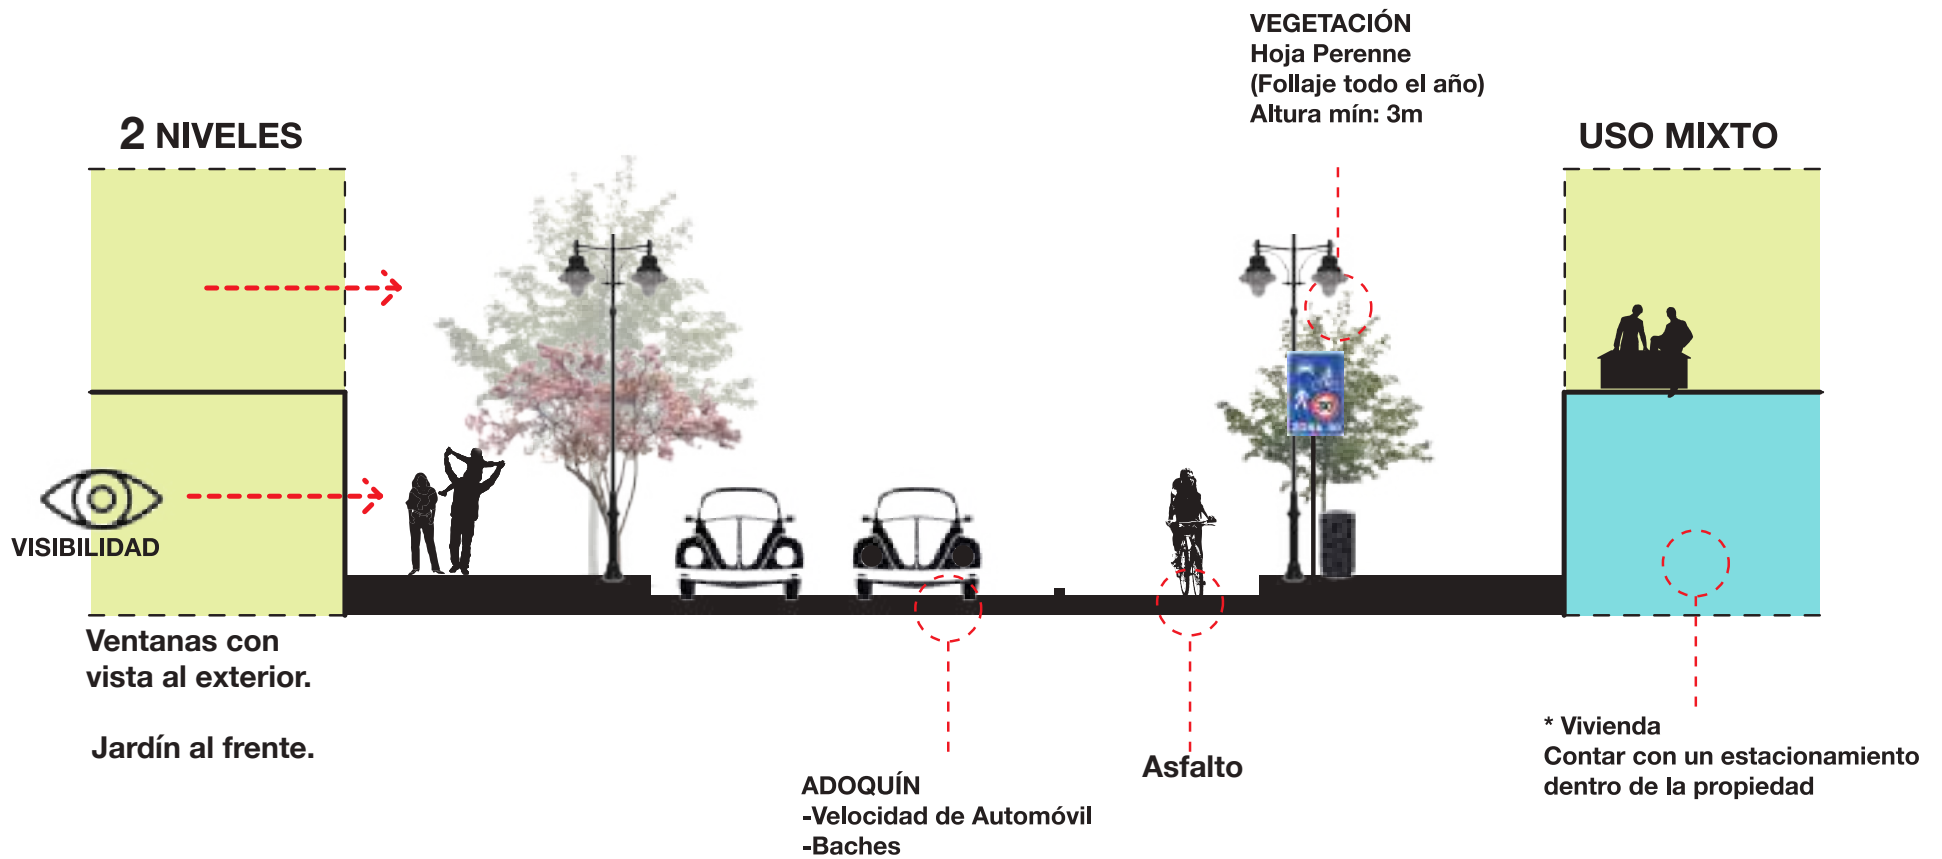 VEGETACIÓN
Hoja Perenne
(Follaje todo el año)
Altura mín: 3m
2 NIVELES
USO MIXTO
VISIBILIDAD
Ventanas con
vista al exterior.
Jardín al frente.
ADOQUÍN
-Velocidad de Automóvil
-Baches
Asfalto
* Vivienda
Contar con un estacionamiento
dentro de la propiedad